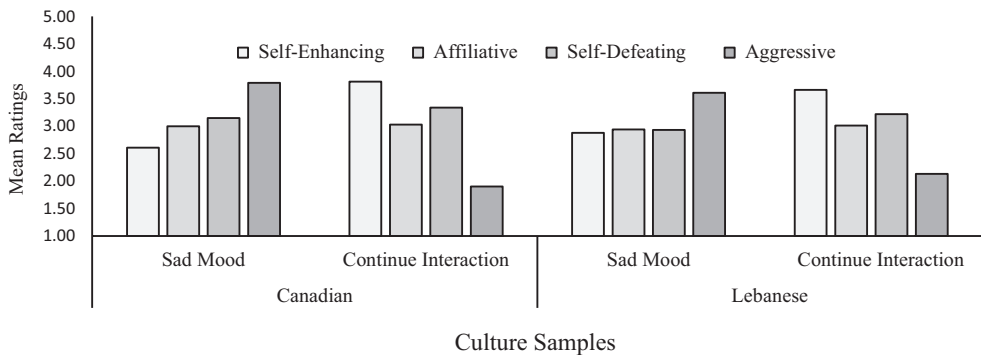 5.00
4.50
4.00
3.50
3.00
2.50
2.00
1.50
1.00
Mean Ratings
Self-Enhancing Affiliative Self-Defeating Aggressive
Sad Mood Continue Interaction Sad Mood Continue Interaction
Canadian Lebanese
Culture Samples